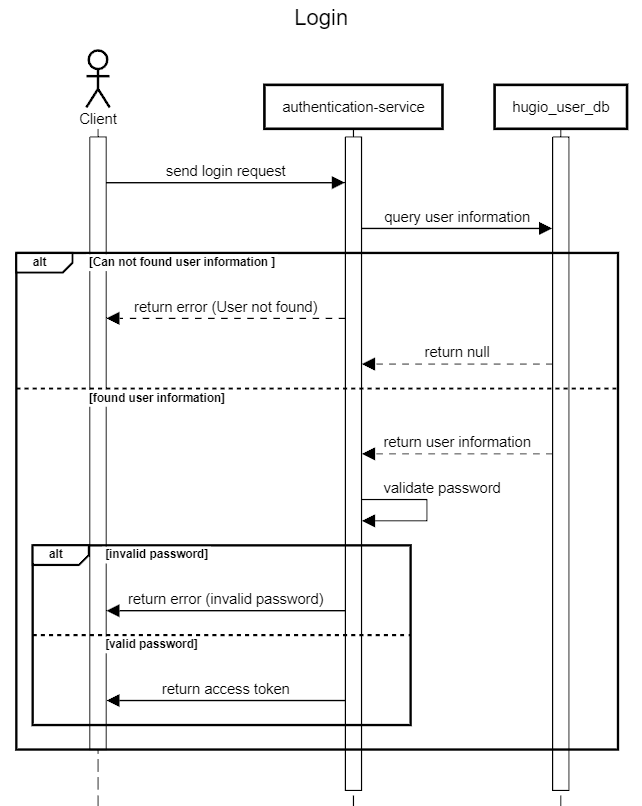 Login
Client
authentication-service
hugio_user_db
send login request
query user information
alt
[Can not found user information ]
return error (User not found)
return null
[found user information]
return user information
validate password
alt
[invalid password]
return error (invalid password)
[valid password]
return access token